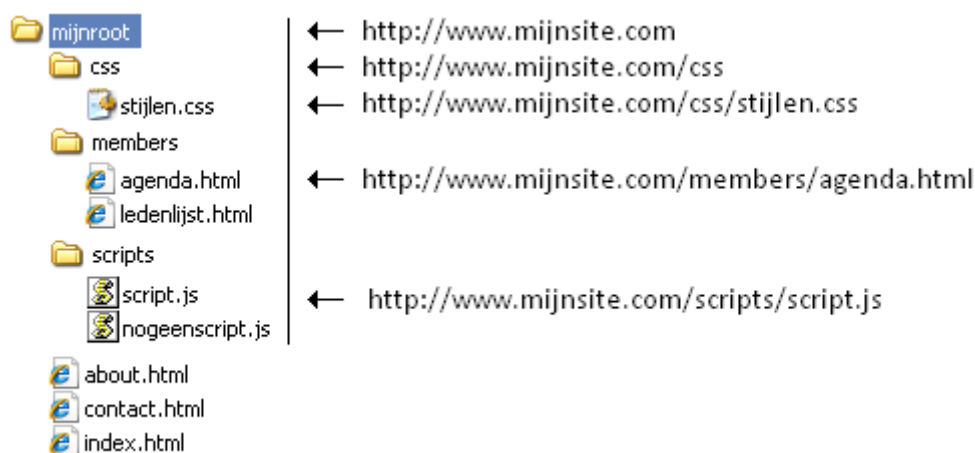 mijnroot ← http://www.mijnsite.com
css ← http://www.mijnsite.com/css
stijlen.css ← http://www.mijnsite.com/css/stijlen.css
members
agenda.html ← http://www.mijnsite.com/members/agenda.html
ledenlijst.html
scripts
script.js ← http://www.mijnsite.com/scripts/script.js
nogeenscript.js
about.html
contact.html
index.html